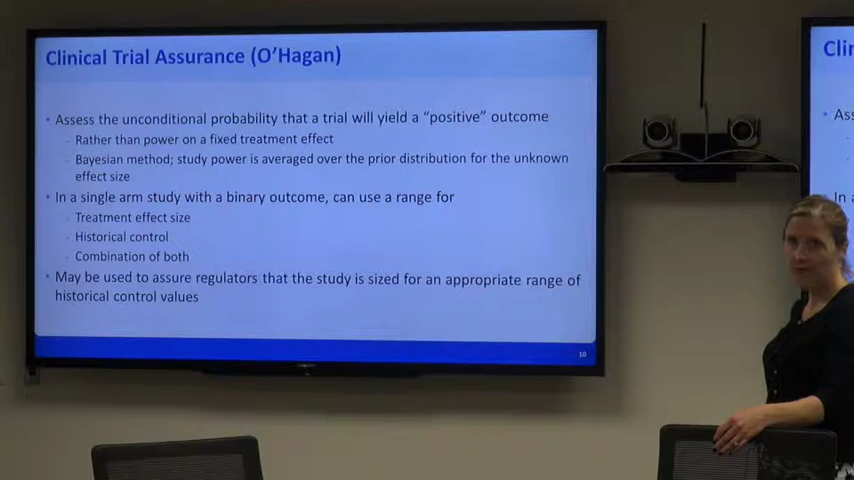 Clinical Trial Assurance (O'Hagan)
• Assess the unconditional probability that a trial will yield a “positive” outcome
- Rather than power on a fixed treatment effect
- Bayesian method; study power is averaged over the prior distribution for the unknown
effect size
• In a single arm study with a binary outcome, can use a range for
- Treatment effect size
- Historical control
- Combination of both
• May be used to assure regulators that the study is sized for an appropriate range of
historical control values
10
Clin
• Ass
• In a